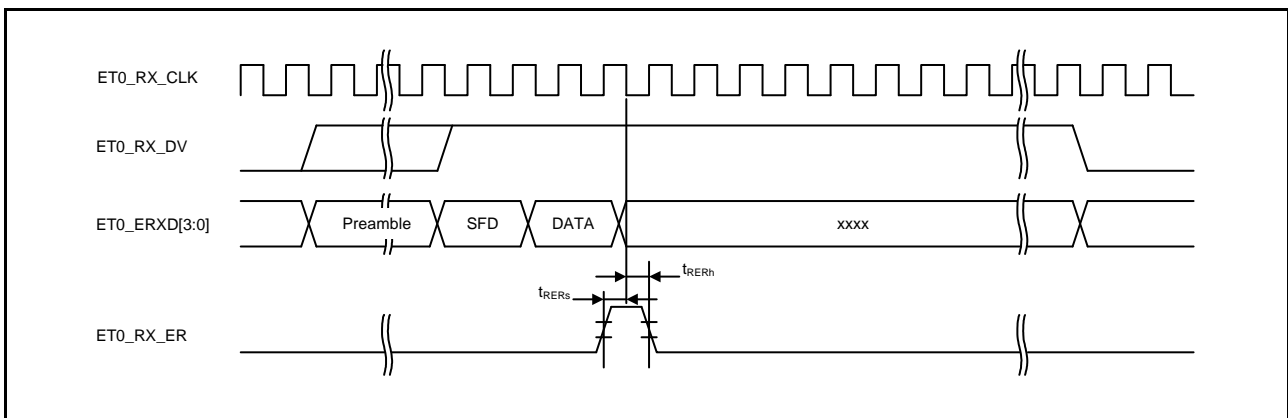 ET0_RX_CLK
ET0_RX_DV
ET0_ERXD[3:0]
Preamble
SFD
DATA
xxxx
tRERh
tRERs
ET0_RX_ER